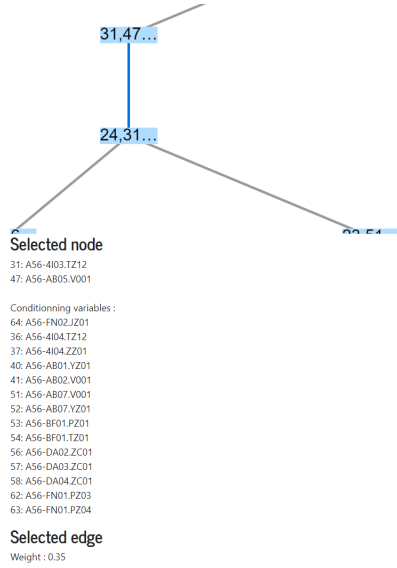 31,47...
24,31...
Selected node
31: A56-4I03.TZ12
47: A56-AB05.V001
Conditionning variables :
64: A56-FN02.JZ01
36: A56-4I04.TZ12
37: A56-4I04.ZZ01
40: A56-AB01.YZ01
41: A56-AB02.V001
51: A56-AB07.V001
52: A56-AB07.YZ01
53: A56-BF01.PZ01
54: A56-BF01.TZ01
56: A56-DA02.ZC01
57: A56-DA03.ZC01
58: A56-DA04.ZC01
62: A56-FN01.PZ03
63: A56-FN01.PZ04
Selected edge
Weight : 0.35